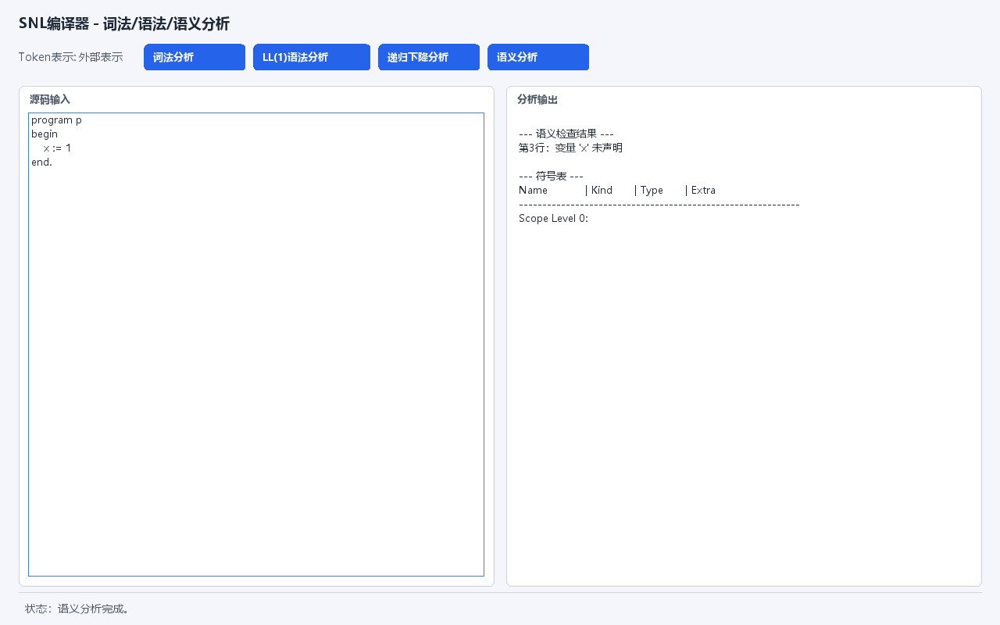 SNL编译器 - 词法/语法/语义分析
Token表示: 外部表示 词法分析 LL(1)语法分析 递归下降分析 语义分析
源码输入
program p
begin
    x := 1
end.
分析输出
--- 语义检查结果 ---
第3行：变量 'x' 未声明
--- 符号表 ---
Name | Kind | Type | Extra
------------------------------------------------------------
Scope Level 0:
状态：语义分析完成。